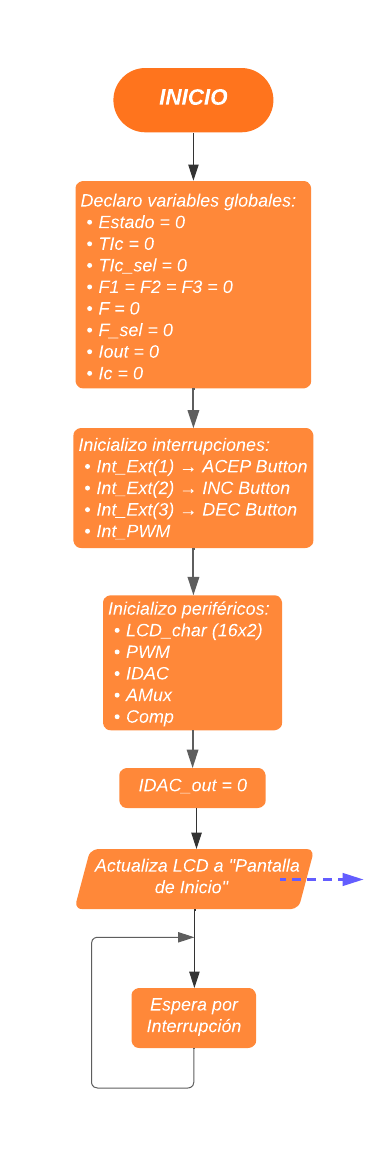 INICIO
Declaro variables globales:
• Estado = 0
• TIc = 0
• TIc_sel = 0
• F1 = F2 = F3 = 0
• F = 0
• F_sel = 0
• Iout = 0
• Ic = 0
Inicializo interrupciones:
• Int_Ext(1) → ACEP Button
• Int_Ext(2) → INC Button
• Int_Ext(3) → DEC Button
• Int_PWM
Inicializo periféricos:
• LCD_char (16x2)
• PWM
• IDAC
• AMux
• Comp
IDAC_out = 0
Actualiza LCD a "Pantalla
de Inicio"
Espera por
Interrupción